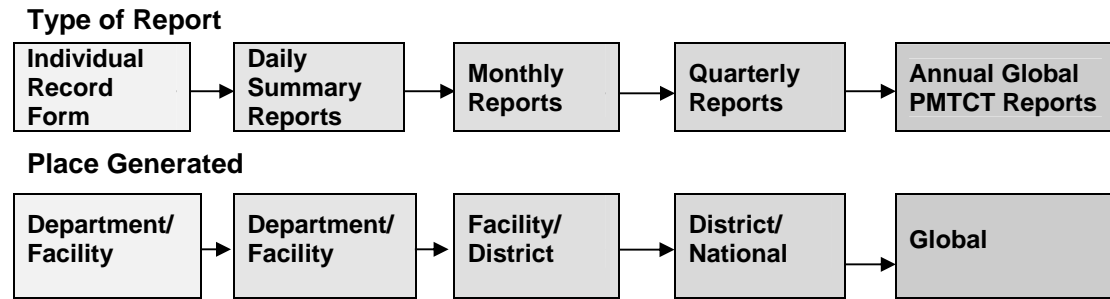 Type of Report
Individual
Record
Form
Daily
Summary
Reports
Monthly
Reports
Quarterly
Reports
Annual Global
PMTCT Reports
Place Generated
Department/
Facility
Department/
Facility
Facility/
District
District/
National
Global